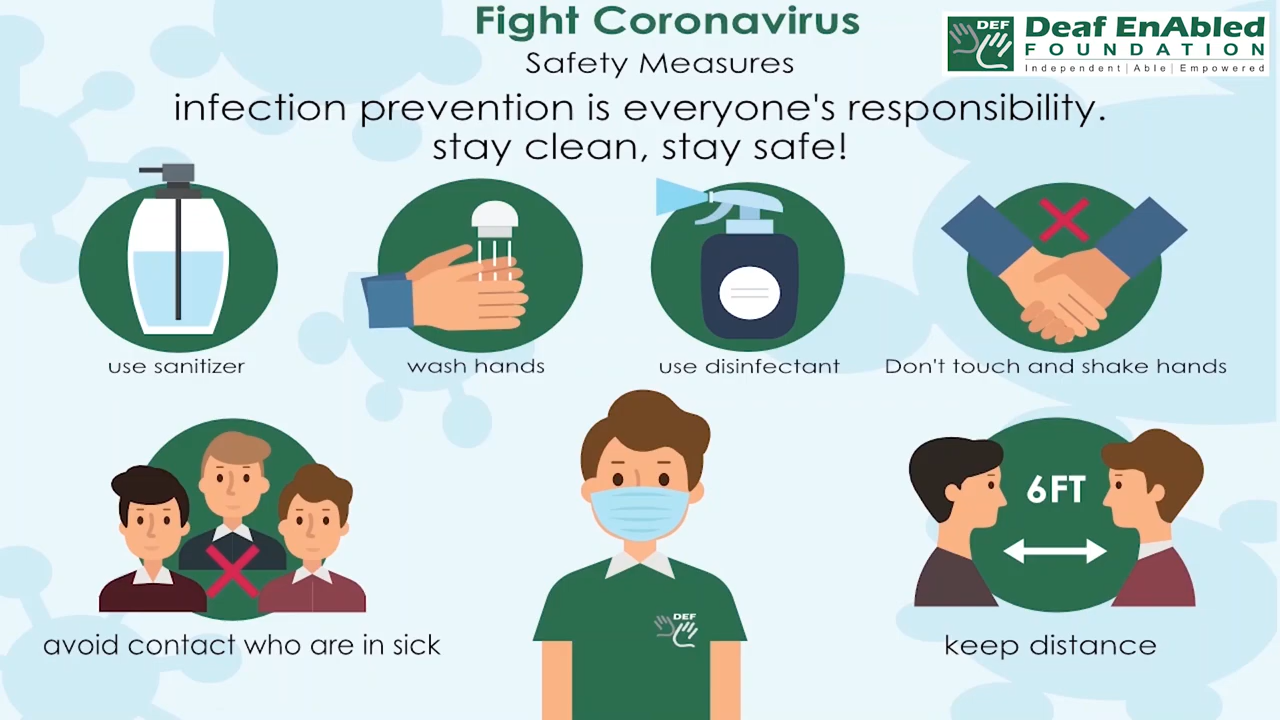 Fight Coronavirus
Safety Measures
DEF
Deaf EnAbled
FOUNDATION
Independent | Able | Empowered
infection prevention is everyone's responsibility.
stay clean, stay safe!
use sanitizer
wash hands
use disinfectant
Don't touch and shake hands
6FT
DEF
avoid contact who are in sick
keep distance